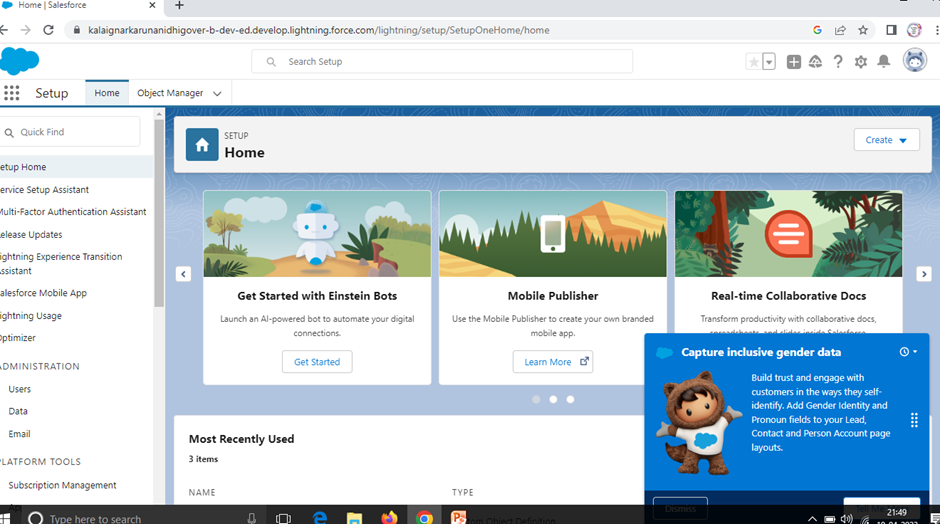 Home | Salesforce
kalaignarkarunanidhigover-b-dev-ed.develop.lightning.force.com/lightning/setup/SetupOneHome/home
Search Setup
Setup
Home
Object Manager
Quick Find
SETUP
Home
Create
etup Home
ervice Setup Assistant
Multi-Factor Authentication Assistant
elease Updates
ightning Experience Transition
ssistant
alesforce Mobile App
ightning Usage
ptimizer
ADMINISTRATION
Users
Data
Email
PLATFORM TOOLS
Subscription Management
Get Started with Einstein Bots
Launch an AI-powered bot to automate your digital
connections.
Get Started
Mobile Publisher
Use the Mobile Publisher to create your own branded
mobile app.
Learn More
Real-time Collaborative Docs
Transform productivity with collaborative docs,
spreadsheets, and slides inside Salesforce.
Capture inclusive gender data
Build trust and engage with
customers in the ways they self-
identify. Add Gender Identity and
Pronoun fields to your Lead,
Contact and Person Account page
layouts.
Dismiss
Most Recently Used
3 items
NAME
TYPE
Type here to search
21:49